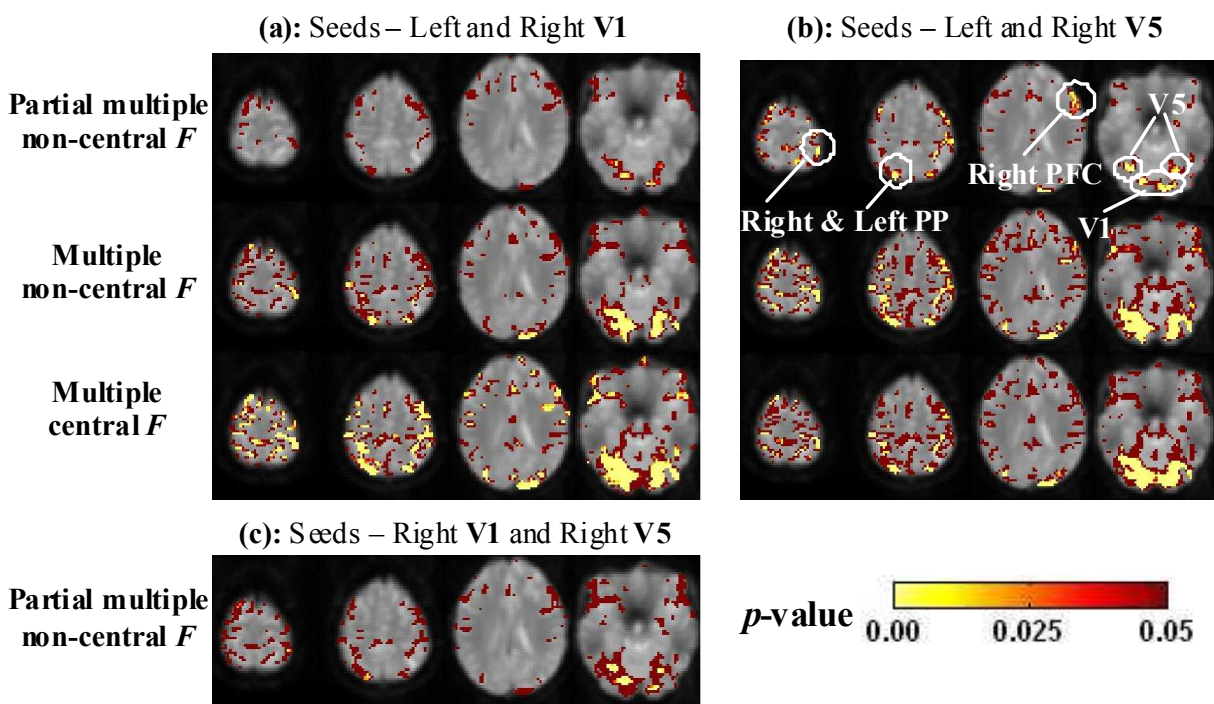 (a): Seeds – Left and Right V1
(b): Seeds – Left and Right V5
Partial multiple
non-central F
V5
Right PFC
Right & Left PP
V1
Multiple
non-central F
Multiple
central F
(c): Seeds – Right V1 and Right V5
Partial multiple
non-central F
p-value
0.00 0.025 0.05